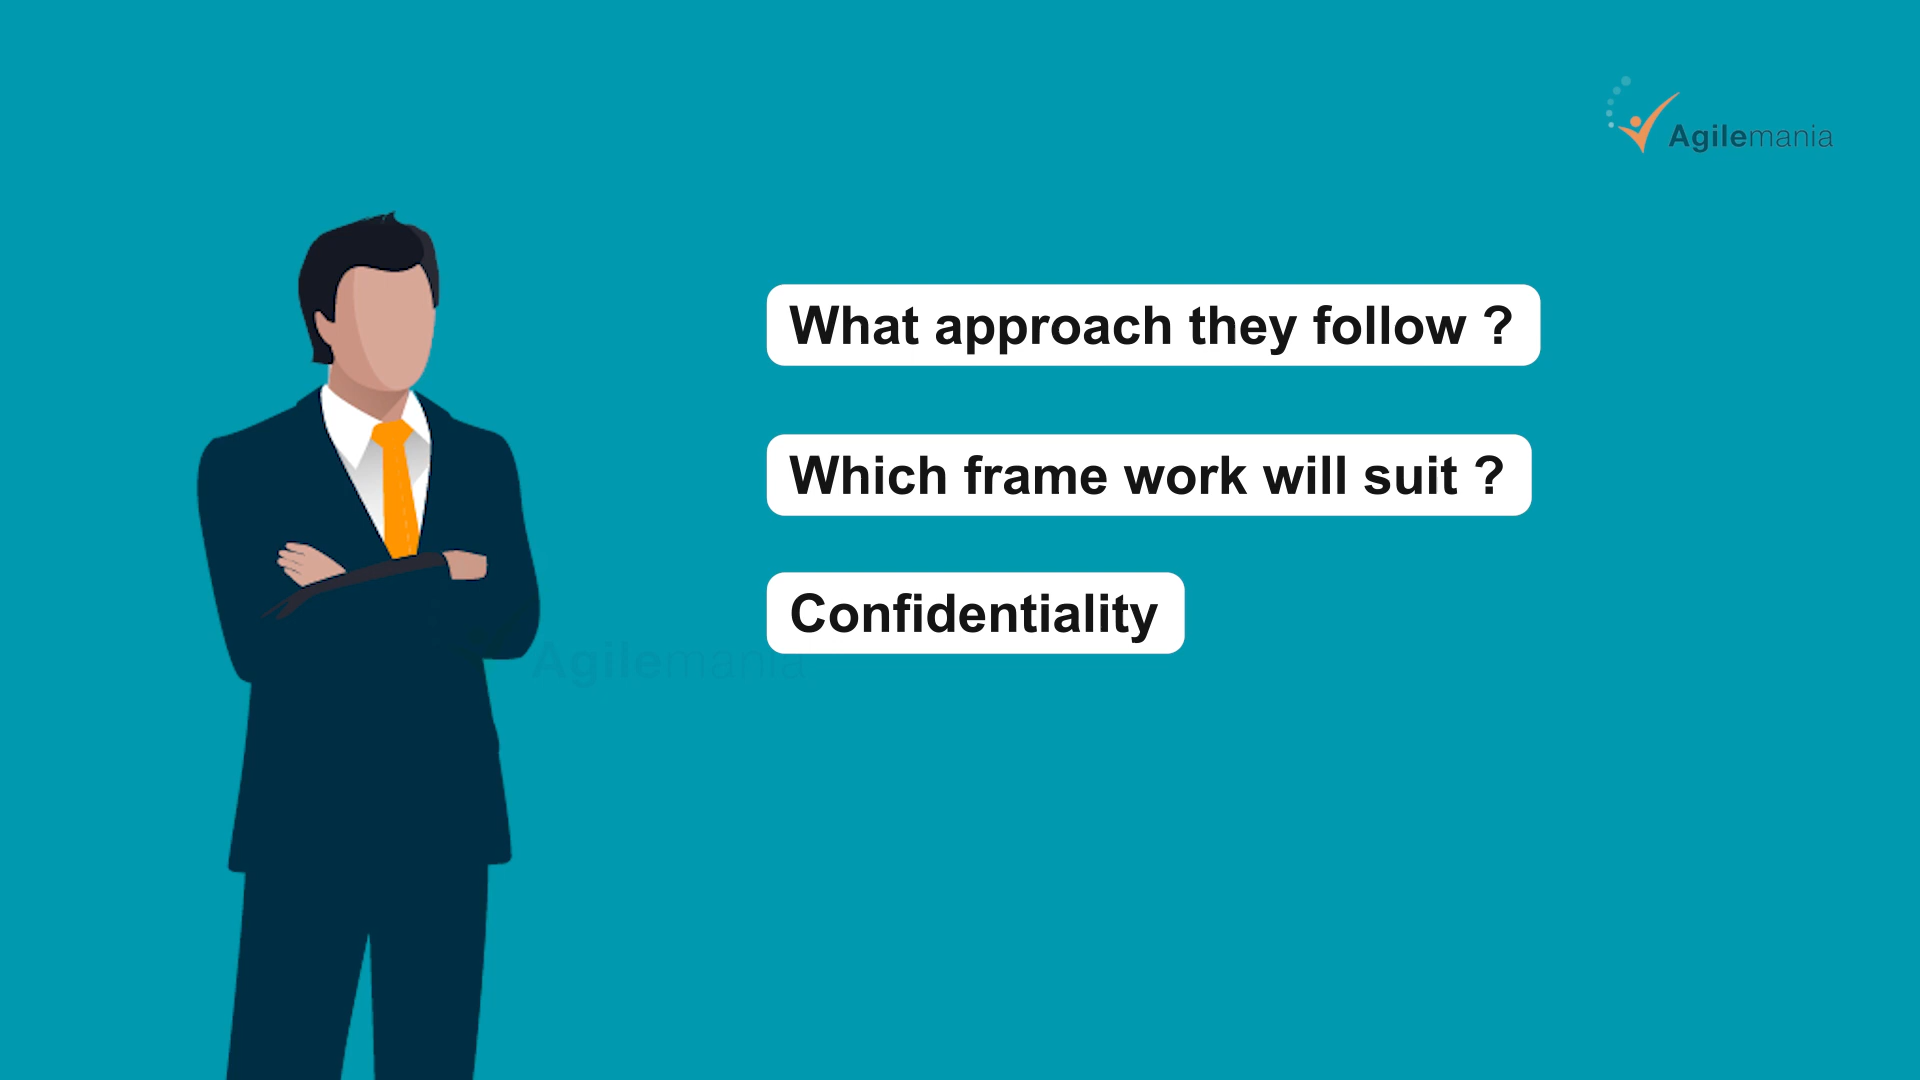 Agilemania
What approach they follow ?
Which frame work will suit ?
Confidentiality
Agilemania